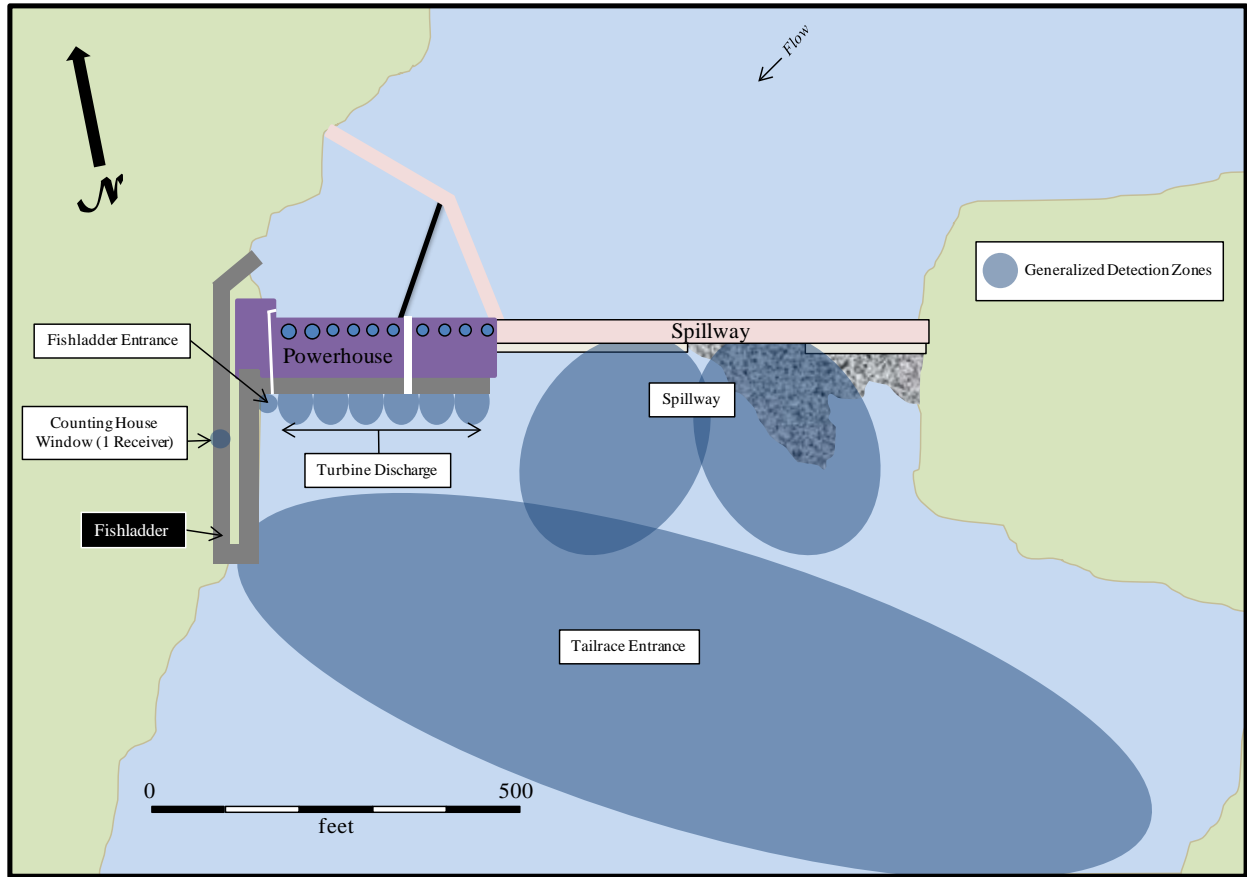 Flow
N
Generalized Detection Zones
Spillway
Fishladder Entrance
Powerhouse
Spillway
Counting House
Window (1 Receiver)
Turbine Discharge
Fishladder
Tailrace Entrance
0
500
feet